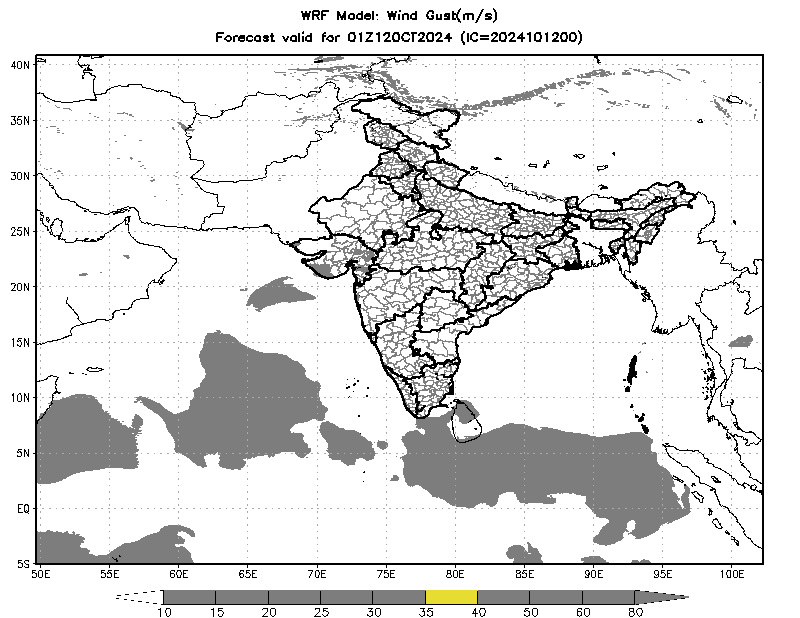 WRF Model: Wind Gust(m/s)
Forecast valid for 01Z12OCT2024 (IC=2024101200)
40N
35N
30N
25N
20N
15N
10N
5N
EQ
5S
50E 55E 60E 65E 70E 75E 80E 85E 90E 95E 100E
10 15 20 25 30 35 40 50 60 80